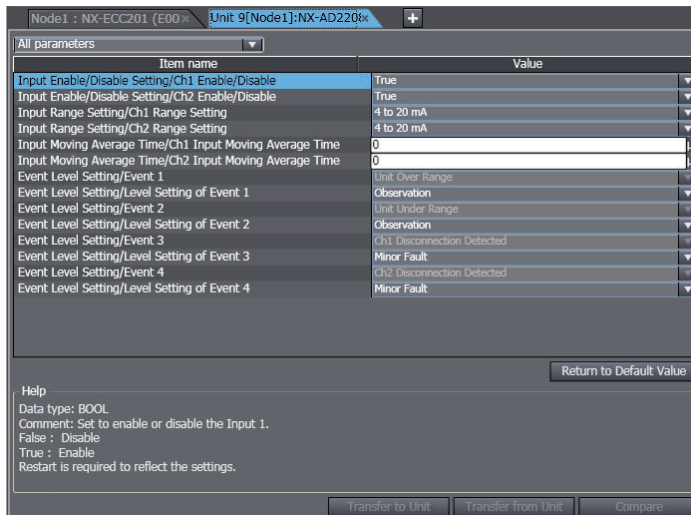 Node1 : NX-ECC201 (E00 Unit 9[Node1]:NX-AD220
All parameters
Item name Value
Input Enable/Disable Setting/Ch1 Enable/Disable True
Input Enable/Disable Setting/Ch2 Enable/Disable True
Input Range Setting/Ch1 Range Setting 4 to 20 mA
Input Range Setting/Ch2 Range Setting 4 to 20 mA
Input Moving Average Time/Ch1 Input Moving Average Time 0
Input Moving Average Time/Ch2 Input Moving Average Time 0
Event Level Setting/Event 1 Unit Over Range
Event Level Setting/Level Setting of Event 1 Observation
Event Level Setting/Event 2 Unit Under Range
Event Level Setting/Level Setting of Event 2 Observation
Event Level Setting/Event 3 Ch1 Disconnection Detected
Event Level Setting/Level Setting of Event 3 Minor Fault
Event Level Setting/Event 4 Ch2 Disconnection Detected
Event Level Setting/Level Setting of Event 4 Minor Fault
Return to Default Value
Help
Data type: BOOL
Comment: Set to enable or disable the Input 1.
False : Disable
True : Enable
Restart is required to reflect the settings.
Transfer to Unit Transfer from Unit Compare